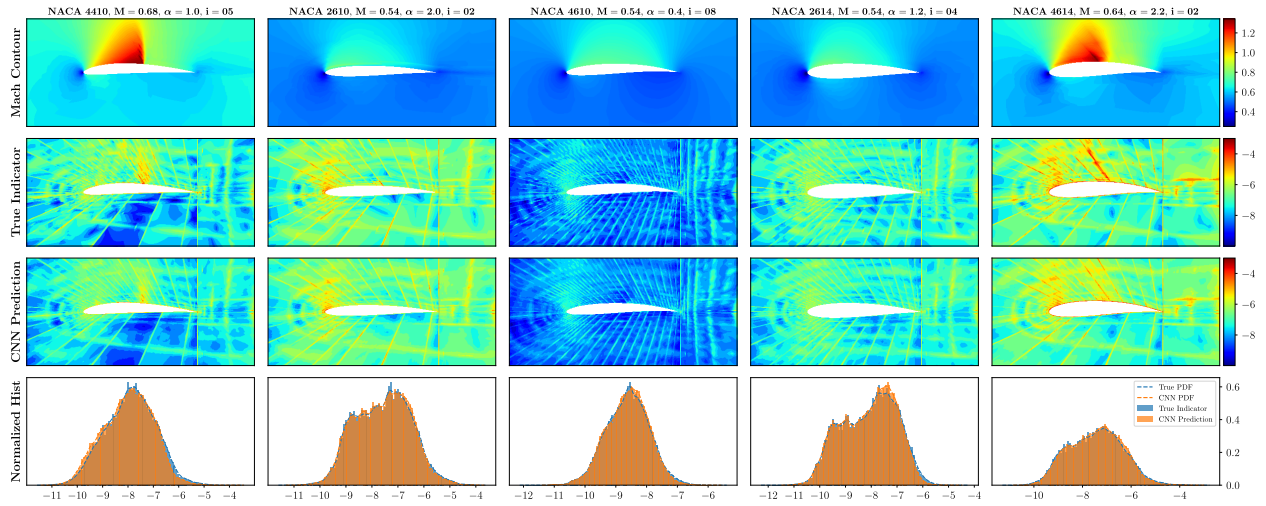 NACA 4410, M = 0.68, α = 1.0, i = 05
NACA 2610, M = 0.54, α = 2.0, i = 02
NACA 4610, M = 0.54, α = 0.4, i = 08
NACA 2614, M = 0.54, α = 1.2, i = 04
NACA 4614, M = 0.64, α = 2.2, i = 02
Mach Contour
1.2
1.0
0.8
0.6
0.4
True Indicator
−4
−6
−8
CNN Prediction
−4
−6
−8
Normalized Hist
True PDF
CNN PDF
True Indicator
CNN Prediction
0.6
0.4
0.2
0.0
−11 −10 −9 −8 −7 −6 −5 −4
−11 −10 −9 −8 −7 −6 −5 −4
−12 −11 −10 −9 −8 −7 −6
−12 −11 −10 −9 −8 −7 −6 −5 −4
−10 −8 −6 −4